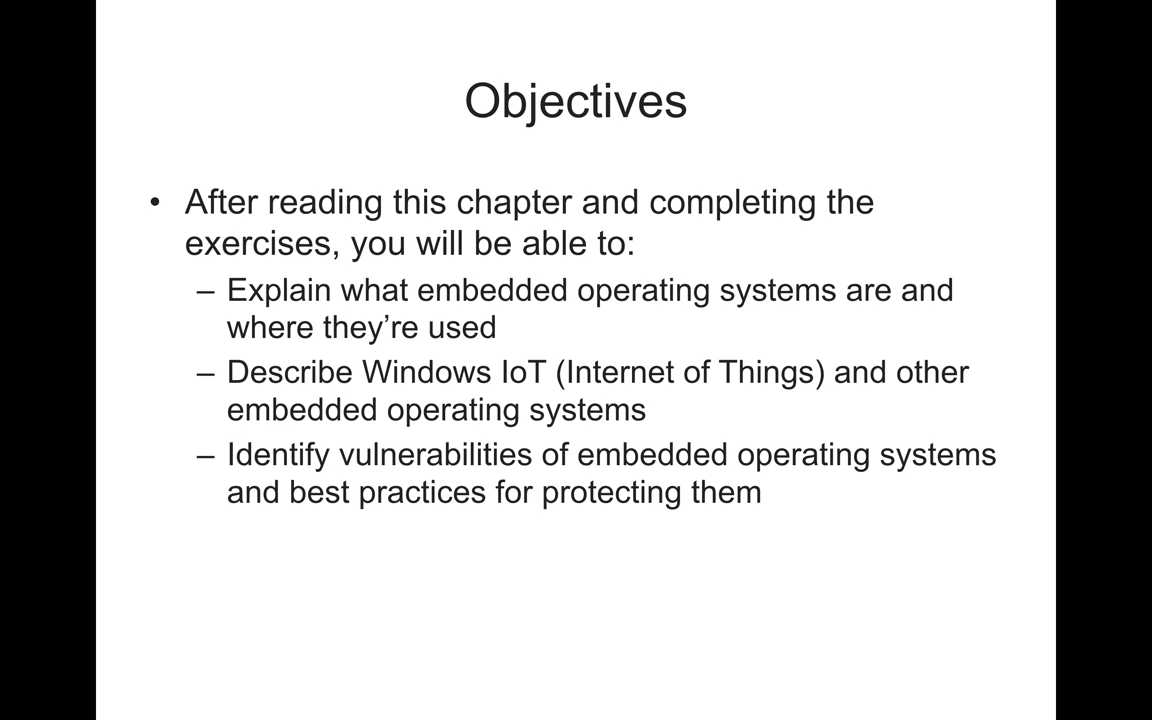 Objectives
• After reading this chapter and completing the
exercises, you will be able to:
– Explain what embedded operating systems are and
where they’re used
– Describe Windows IoT (Internet of Things) and other
embedded operating systems
– Identify vulnerabilities of embedded operating systems
and best practices for protecting them